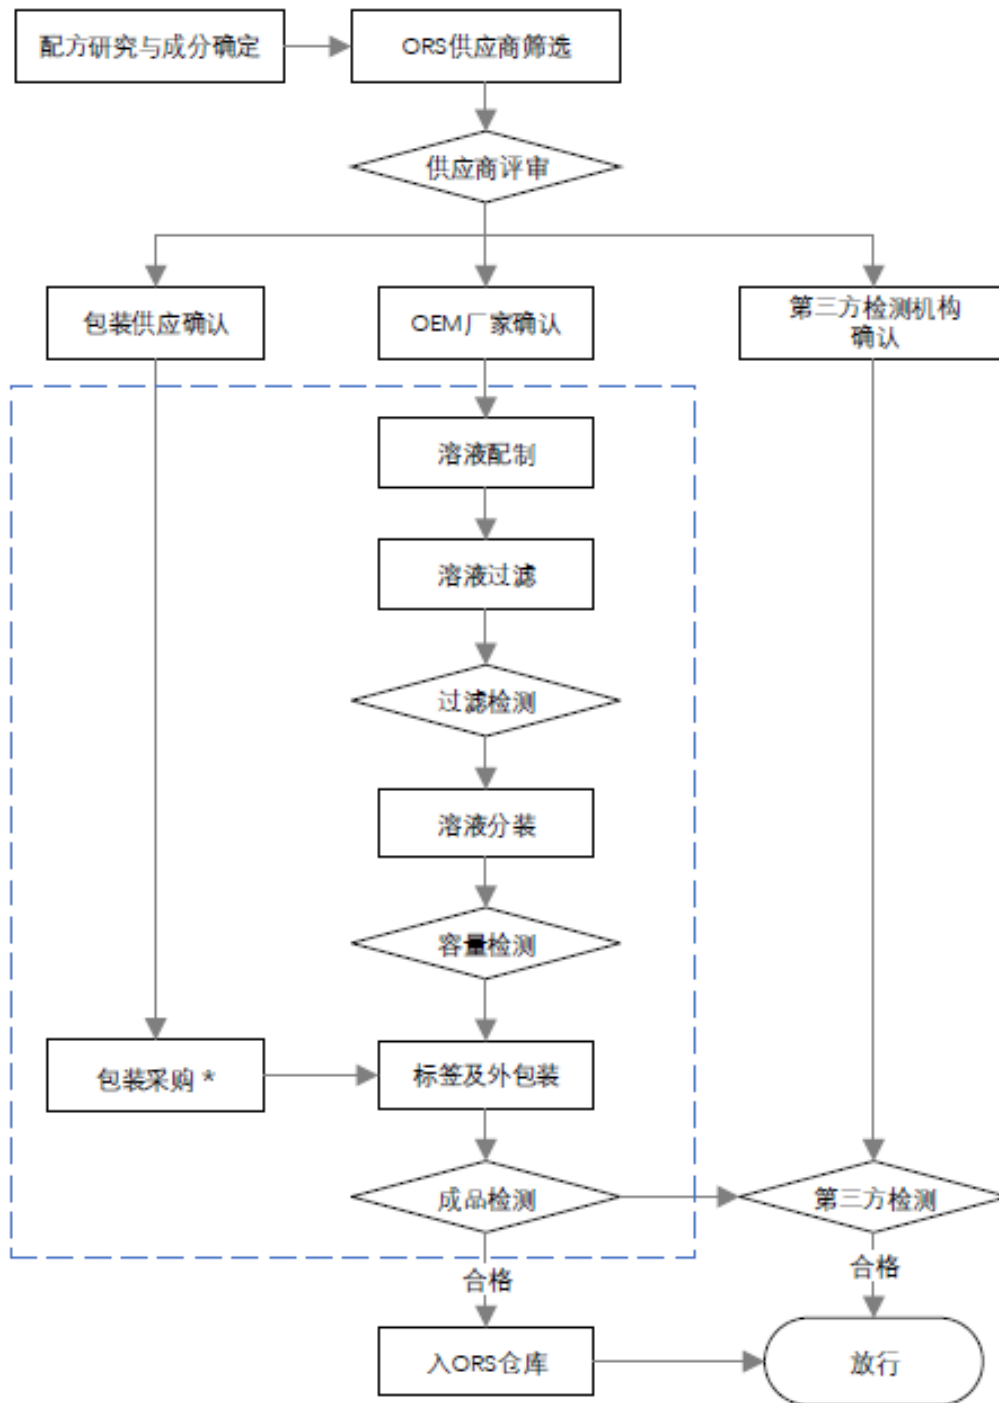 配方研究与成分确定
ORS供应商筛选
供应商评审
包装供应确认
OEM厂家确认
第三方检测机构
确认
溶液配制
溶液过滤
过滤检测
溶液分装
容量检测
包装采购 *
标签及外包装
成品检测
第三方检测
合格
合格
入ORS仓库
放行